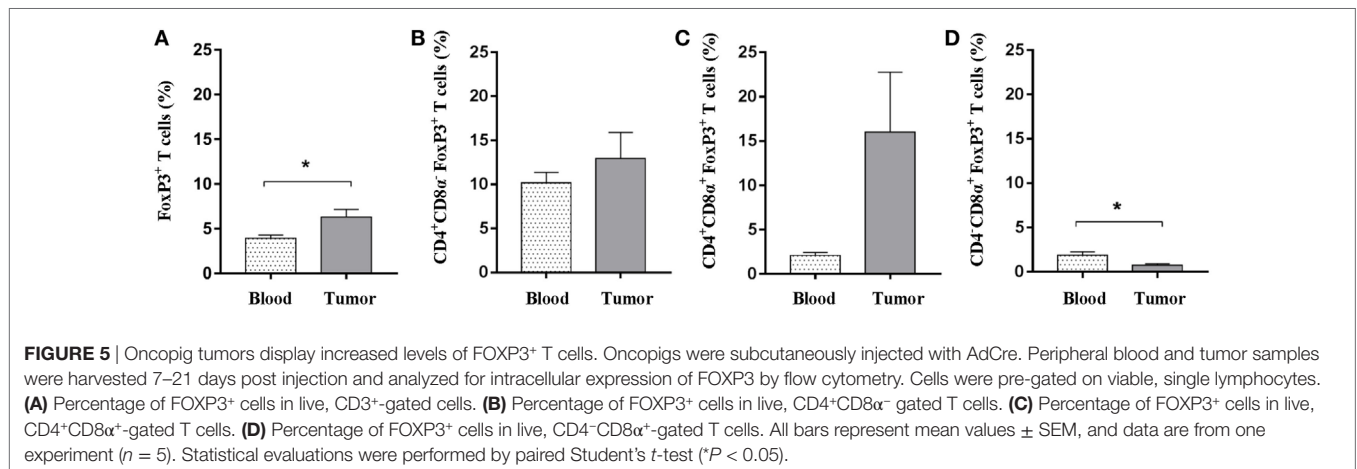 A
FoxP3⁺ T cells (%)
25
20
15
10
5
0
*
Blood Tumor
B
CD4⁺CD8α⁻ FoxP3⁺ T cells (%)
25
20
15
10
5
0
Blood Tumor
C
CD4⁺CD8α⁺ FoxP3⁺ T cells (%)
25
20
15
10
5
0
Blood Tumor
D
CD4⁻CD8α⁺ FoxP3⁺ T cells (%)
25
20
15
10
5
0
*
Blood Tumor
FIGURE 5 | Oncopig tumors display increased levels of FOXP3⁺ T cells. Oncopigs were subcutaneously injected with AdCre. Peripheral blood and tumor samples
were harvested 7–21 days post injection and analyzed for intracellular expression of FOXP3 by flow cytometry. Cells were pre-gated on viable, single lymphocytes.
(A) Percentage of FOXP3⁺ cells in live, CD3⁺-gated cells. (B) Percentage of FOXP3⁺ cells in live, CD4⁺CD8α⁻ gated T cells. (C) Percentage of FOXP3⁺ cells in live,
CD4⁺CD8α⁺-gated T cells. (D) Percentage of FOXP3⁺ cells in live, CD4⁻CD8α⁺-gated T cells. All bars represent mean values ± SEM, and data are from one
experiment (n = 5). Statistical evaluations were performed by paired Student's t-test (*P < 0.05).